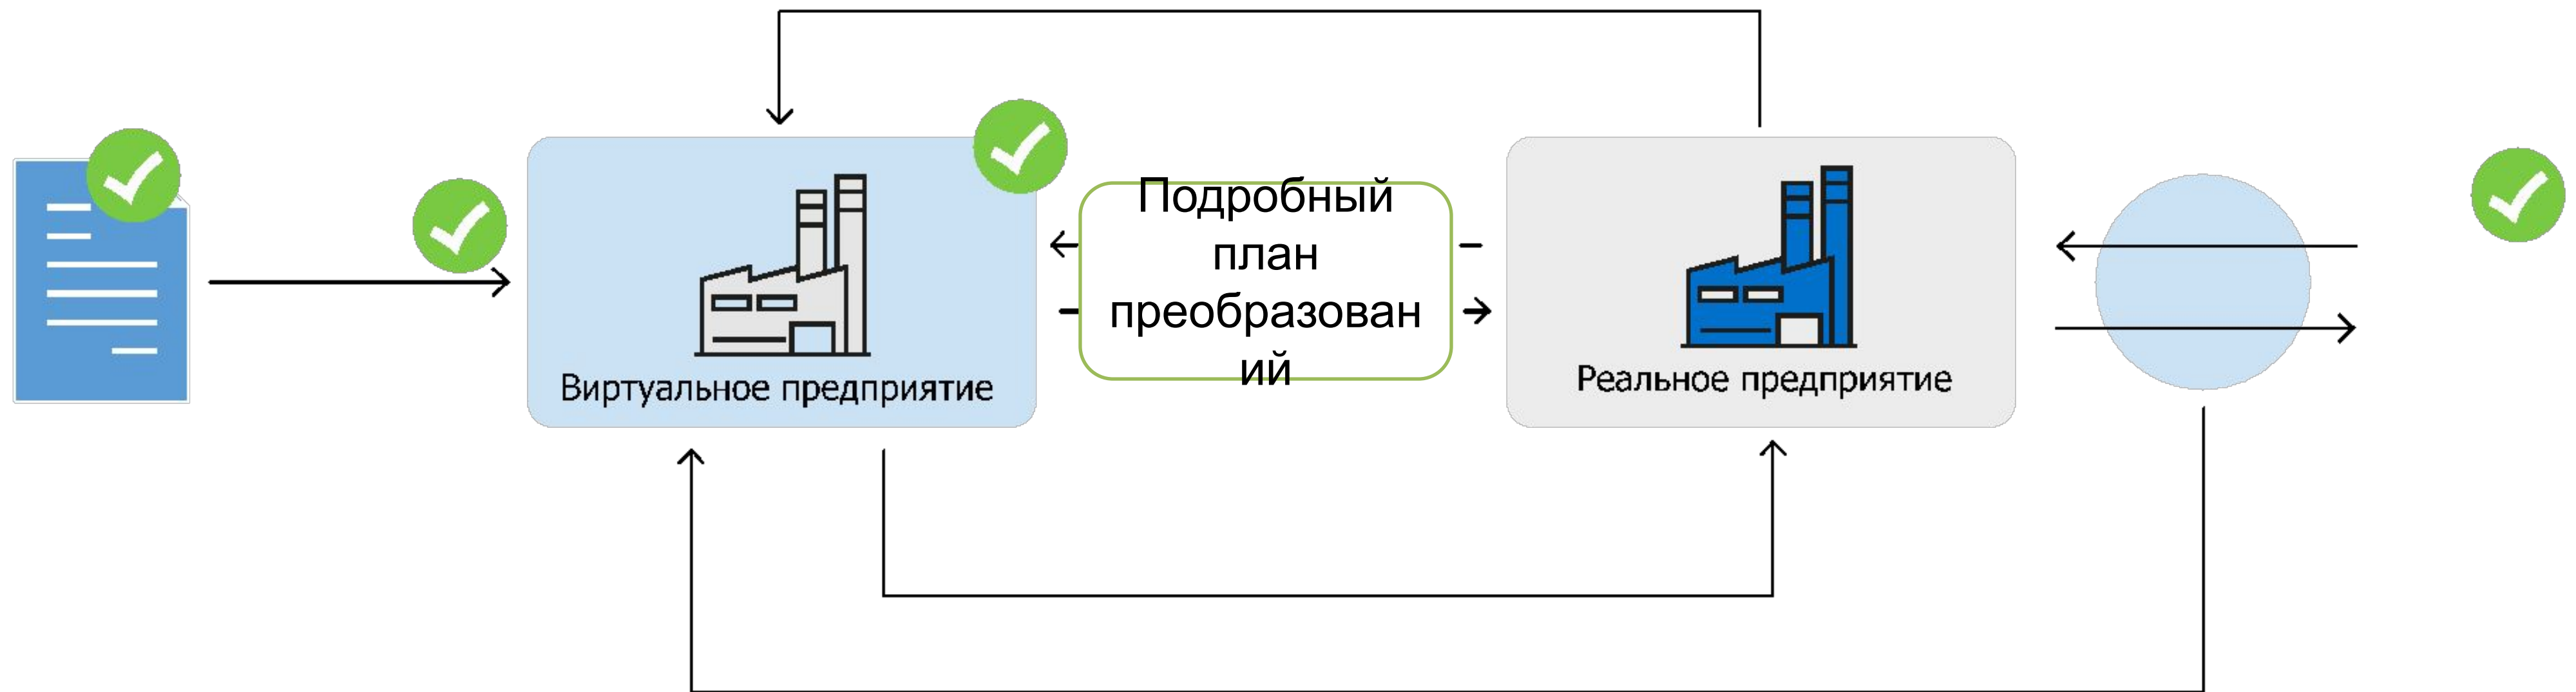 Подробный
план
преобразован
ий
Виртуальное предприятие
Реальное предприятие